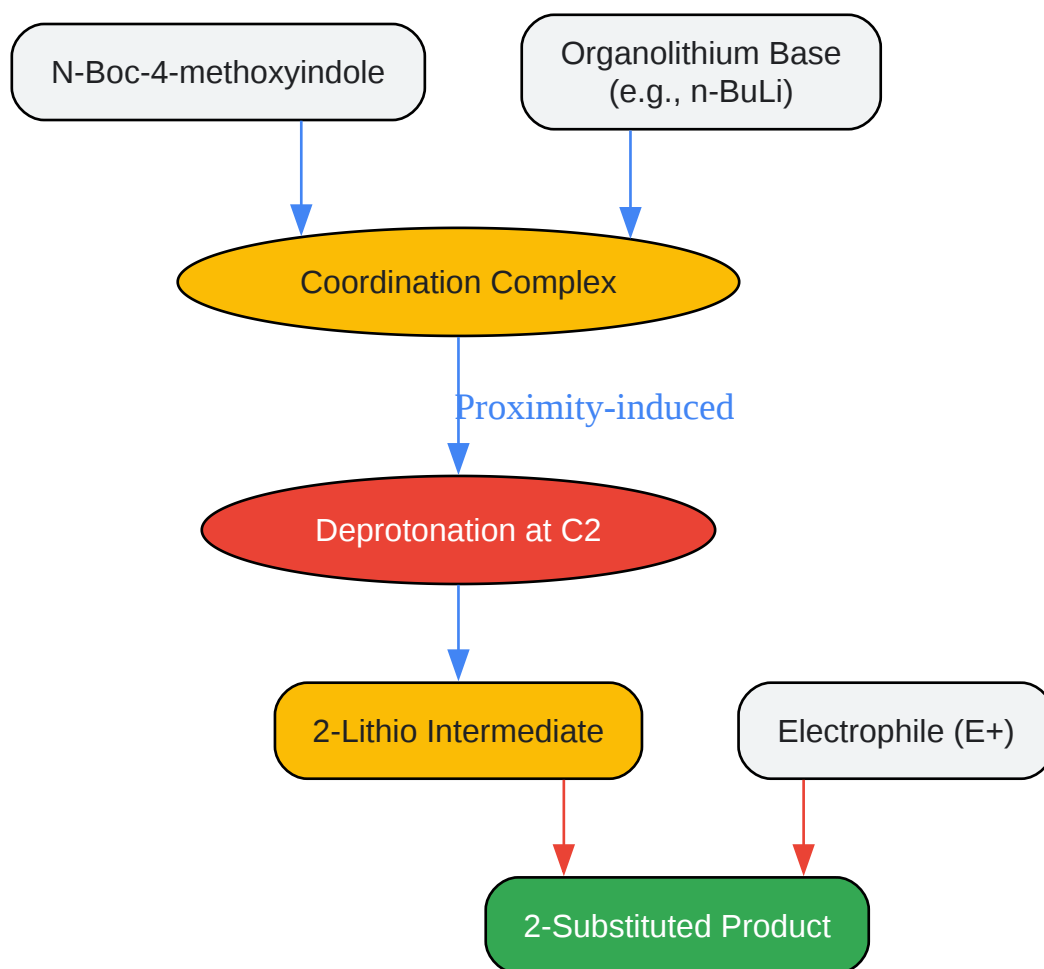 N-Boc-4-methoxyindole
Organolithium Base
(e.g., n-BuLi)
Coordination Complex
Proximity-induced
Deprotonation at C2
2-Lithio Intermediate
Electrophile (E+)
2-Substituted Product